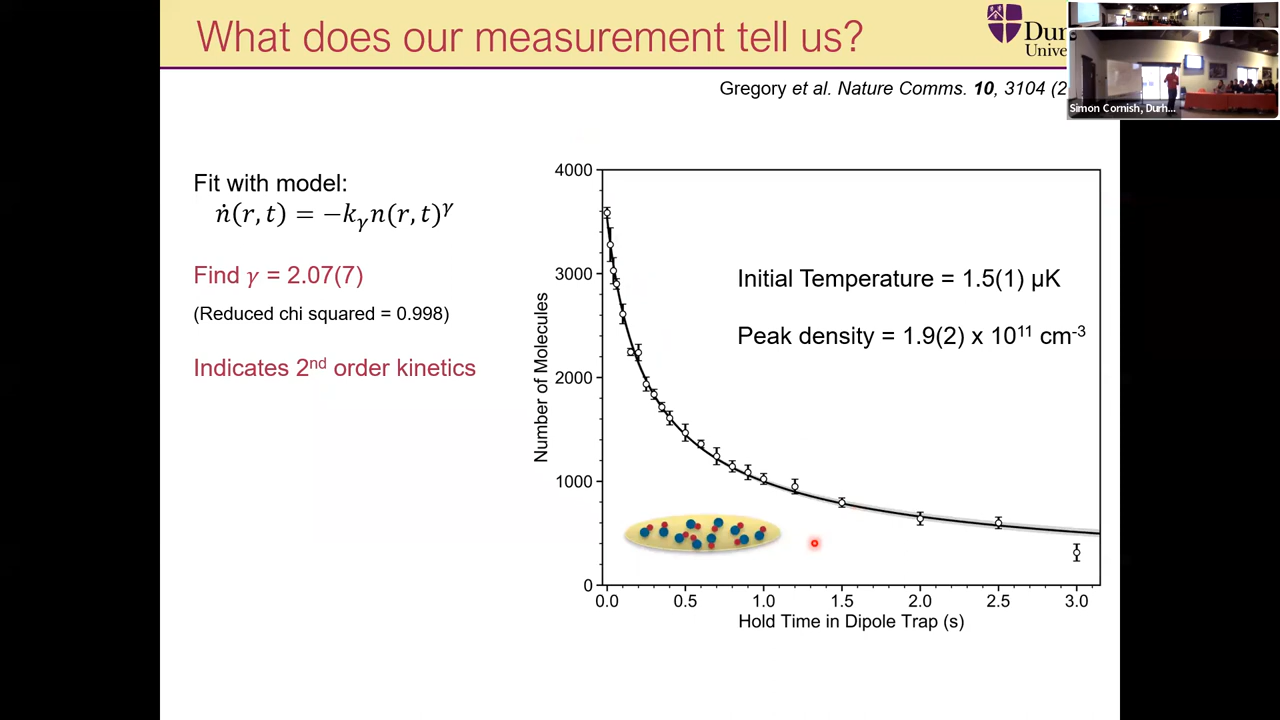 What does our measurement tell us?
Dur
Unive
Gregory et al. Nature Comms. 10, 3104 (2
Simon Cornish, Durh...
Fit with model:
ṅ(r, t) = −kᵧn(r, t)ᵞ
Find γ = 2.07(7)
(Reduced chi squared = 0.998)
Indicates 2nd order kinetics
Initial Temperature = 1.5(1) µK
Peak density = 1.9(2) x 10¹¹ cm⁻³
Number of Molecules
4000
3000
2000
1000
0
0.0 0.5 1.0 1.5 2.0 2.5 3.0
Hold Time in Dipole Trap (s)